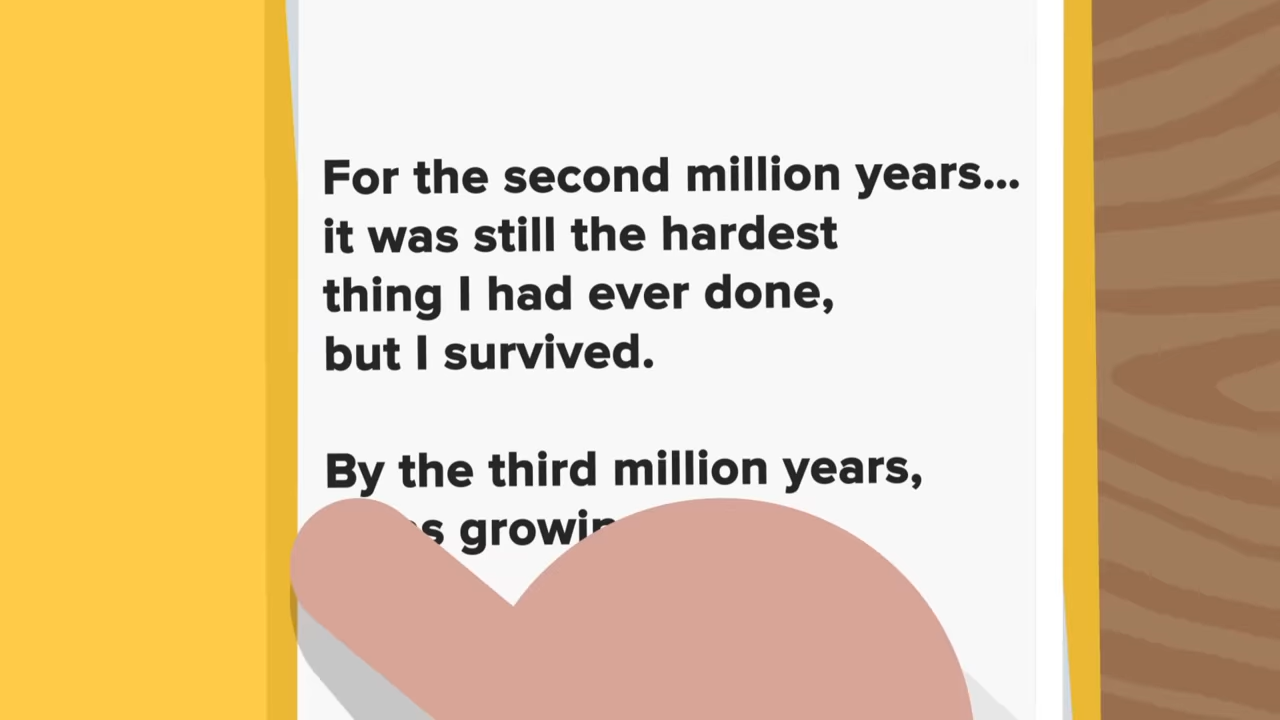 For the second million years...
it was still the hardest
thing I had ever done,
but I survived.
By the third million years,